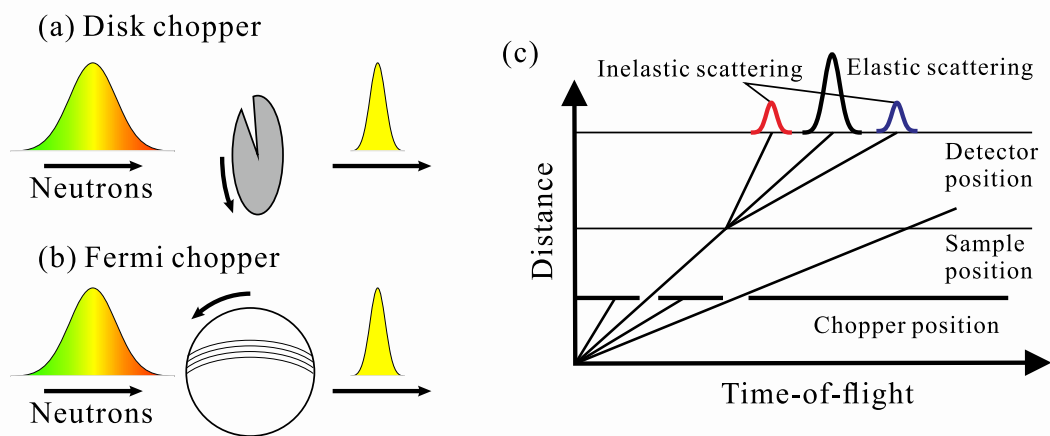 (a) Disk chopper
Neutrons
(b) Fermi chopper
Neutrons
(c)
Inelastic scattering
Elastic scattering
Detector
position
Sample
position
Chopper position
Distance
Time-of-flight